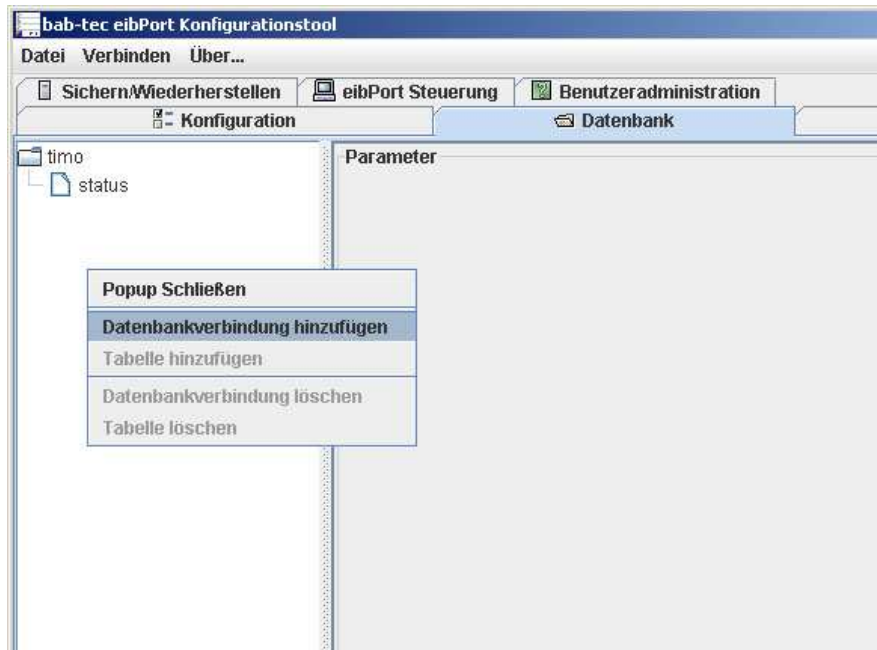 bab-tec eibPort Konfigurationstool
Datei Verbinden Über...
Sichern/Wiederherstellen eibPort Steuerung Benutzeradministration
Konfiguration Datenbank
timo
status
Parameter
Popup Schließen
Datenbankverbindung hinzufügen
Tabelle hinzufügen
Datenbankverbindung löschen
Tabelle löschen